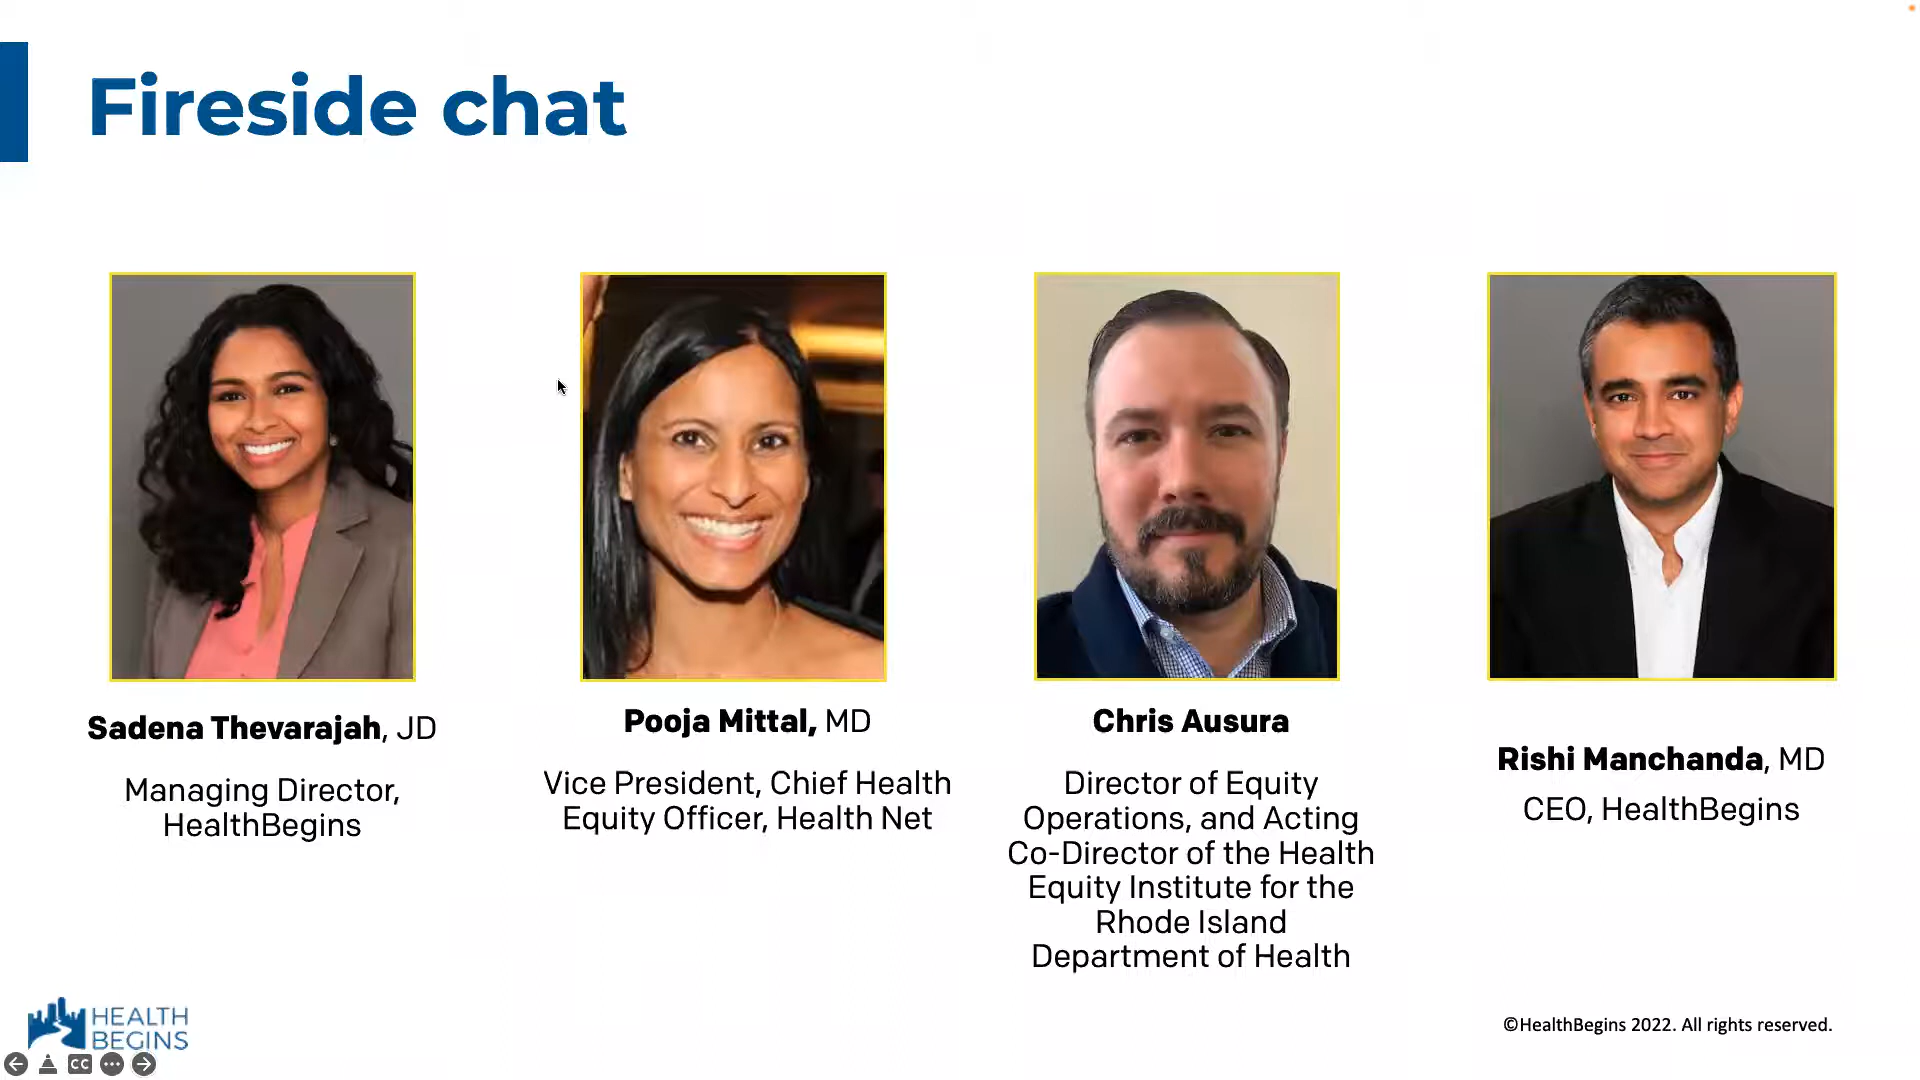 Fireside chat
Sadena Thevarajah, JD
Managing Director,
HealthBegins
Pooja Mittal, MD
Vice President, Chief Health
Equity Officer, Health Net
Chris Ausura
Director of Equity
Operations, and Acting
Co-Director of the Health
Equity Institute for the
Rhode Island
Department of Health
Rishi Manchanda, MD
CEO, HealthBegins
HEALTH
BEGINS
CC
©HealthBegins 2022. All rights reserved.